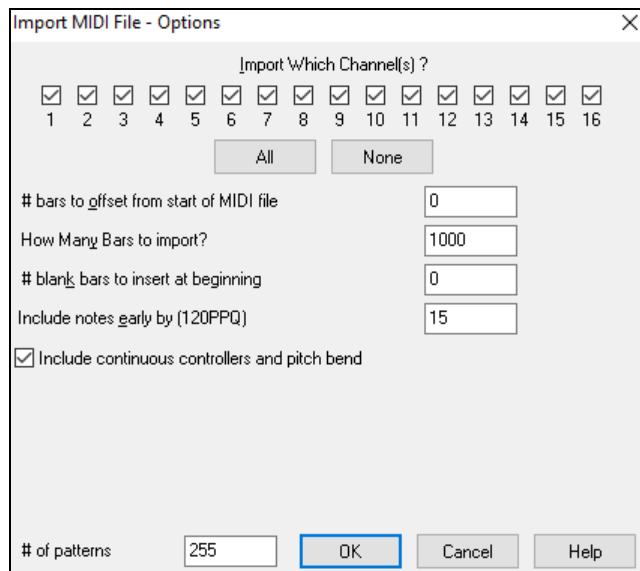 Import MIDI File - Options
Import Which Channel(s) ?
1 2 3 4 5 6 7 8 9 10 11 12 13 14 15 16
All None
# bars to offset from start of MIDI file 0
How Many Bars to import? 1000
# blank bars to insert at beginning 0
Include notes early by (120PPQ) 15
Include continuous controllers and pitch bend
# of patterns 255 OK Cancel Help